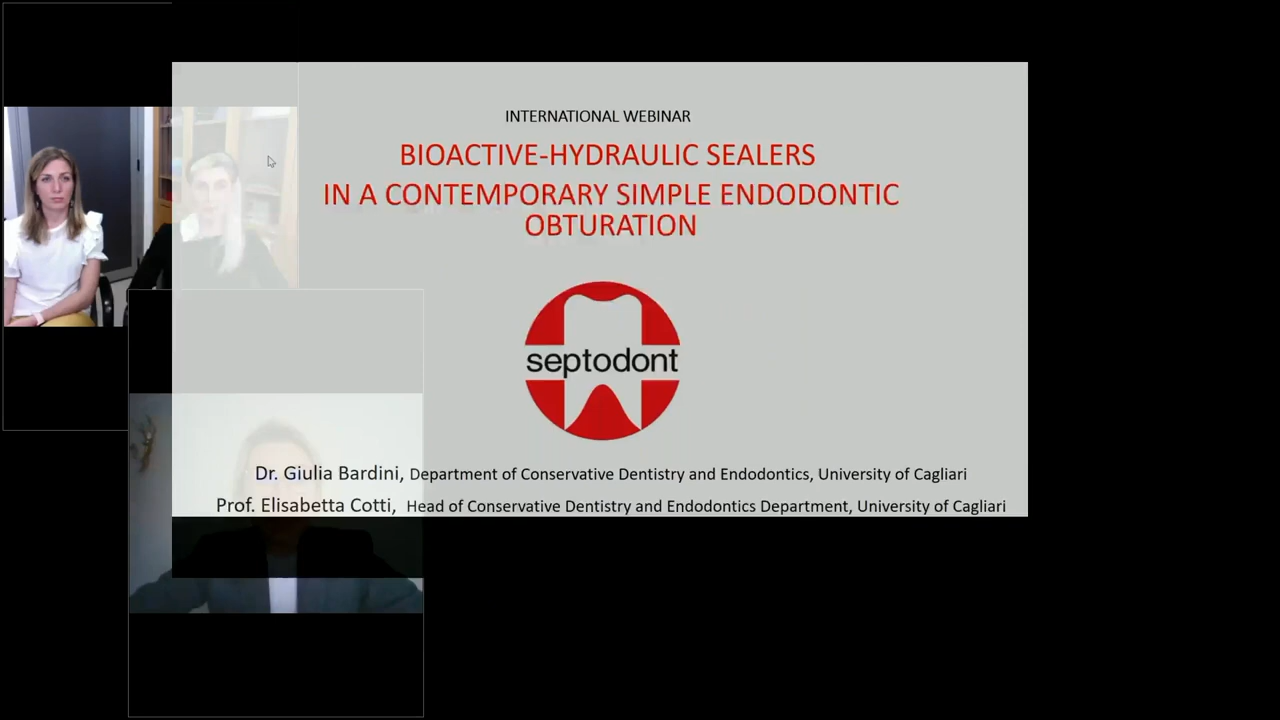 INTERNATIONAL WEBINAR
BIOACTIVE-HYDRAULIC SEALERS
IN A CONTEMPORARY SIMPLE ENDODONTIC
OBTURATION
septodont
Dr. Giulia Bardini, Department of Conservative Dentistry and Endodontics, University of Cagliari
Prof. Elisabetta Cotti, Head of Conservative Dentistry and Endodontics Department, University of Cagliari